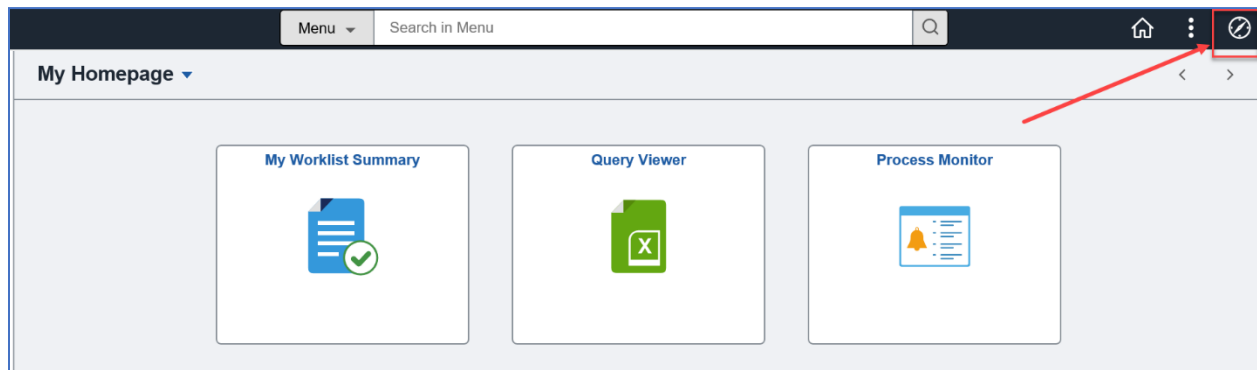 Menu
Search in Menu
My Homepage
My Worklist Summary
Query Viewer
Process Monitor
X